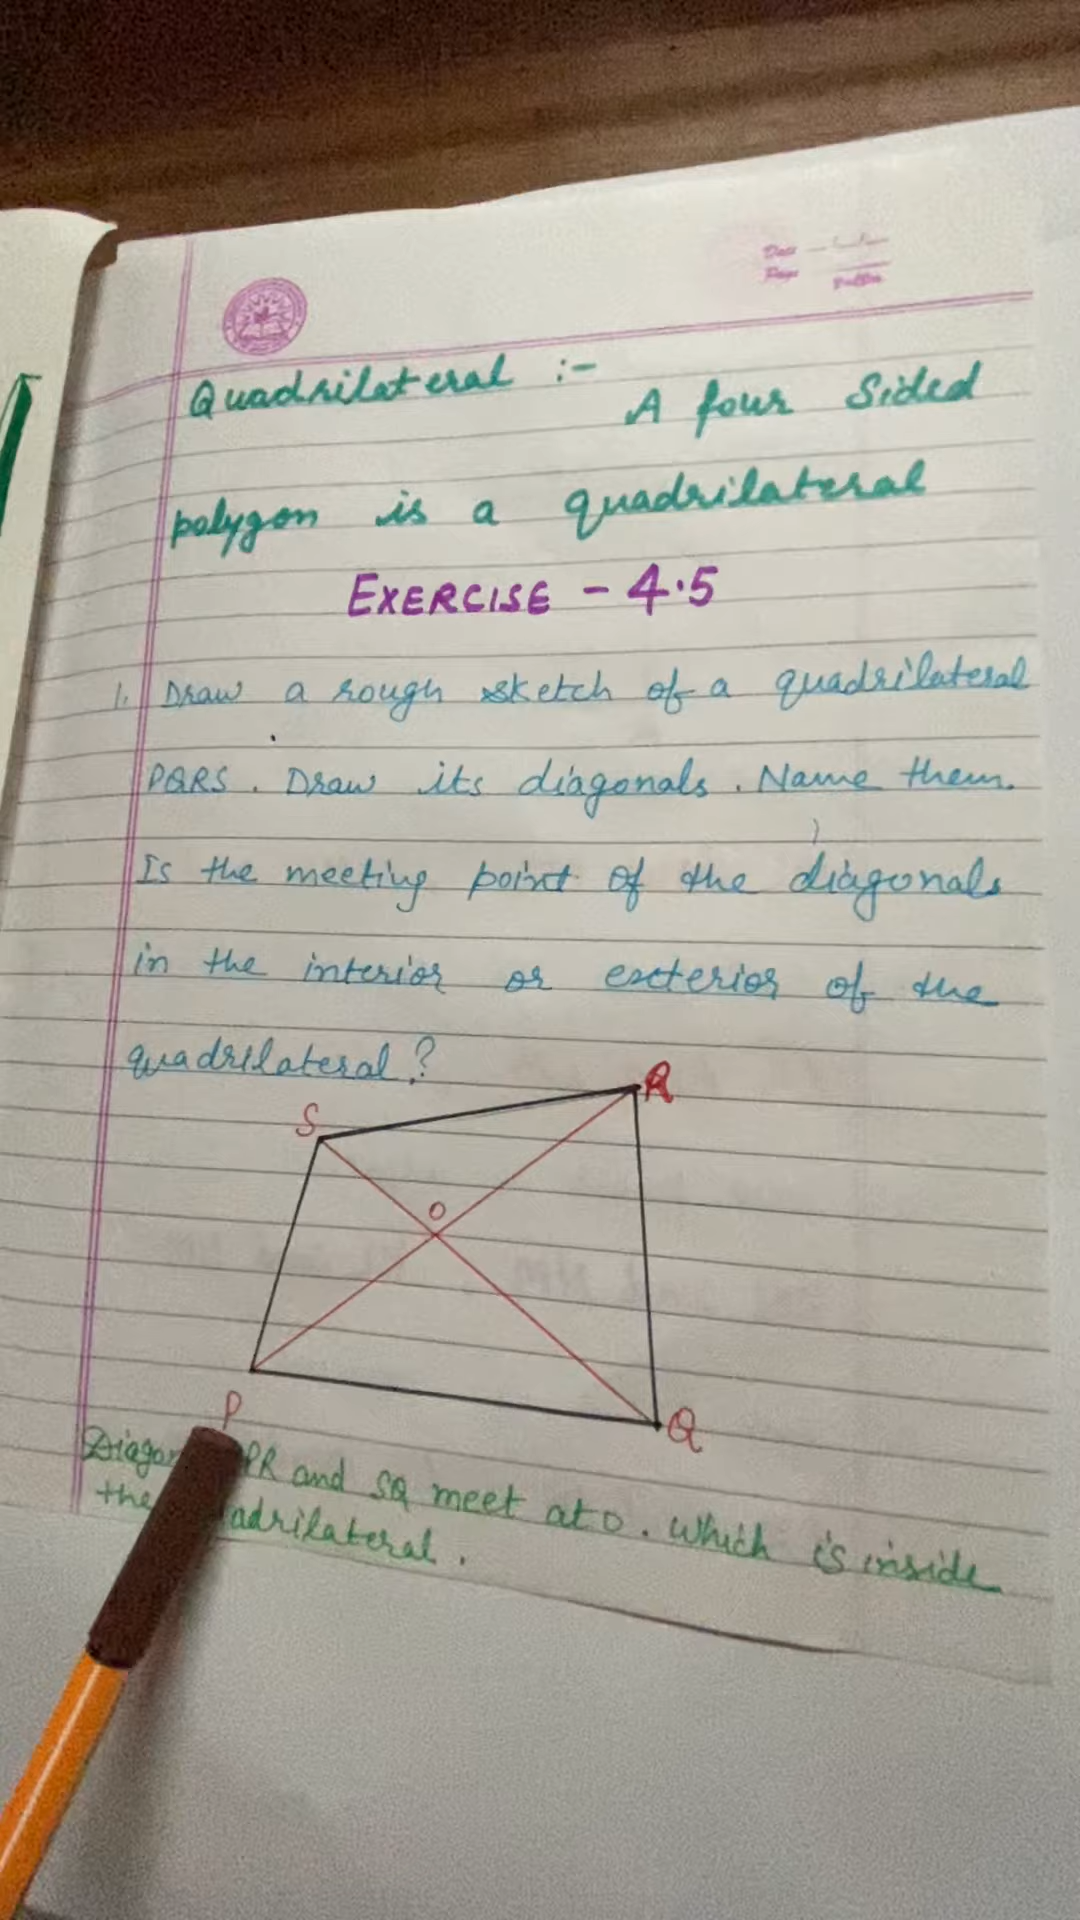 Date
Page
Quadrilateral :- A four Sided
polygon is a quadrilateral
EXERCISE - 4.5
1. Draw a rough sketch of a quadrilateral
PQRS. Draw its diagonals. Name them.
Is the meeting point of the diagonals
in the interior or exterior of the
quadrilateral?
S R
O
P Q
PR and SQ meet at O. Which is inside
the adrilateral.